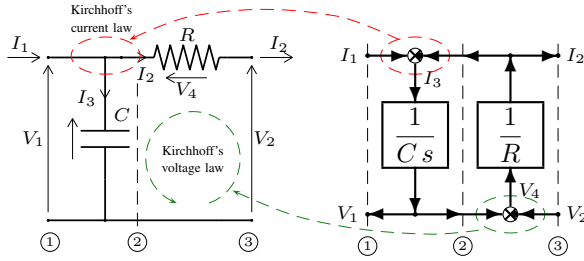 Kirchhoff's
current law
I₁
R
I₂
I₂
V₄
I₃
C
V₁
Kirchhoff's
voltage law
V₂
1
2
3
I₁
I₂
I₃
1
C s
1
R
V₄
V₁
V₂
1
2
3